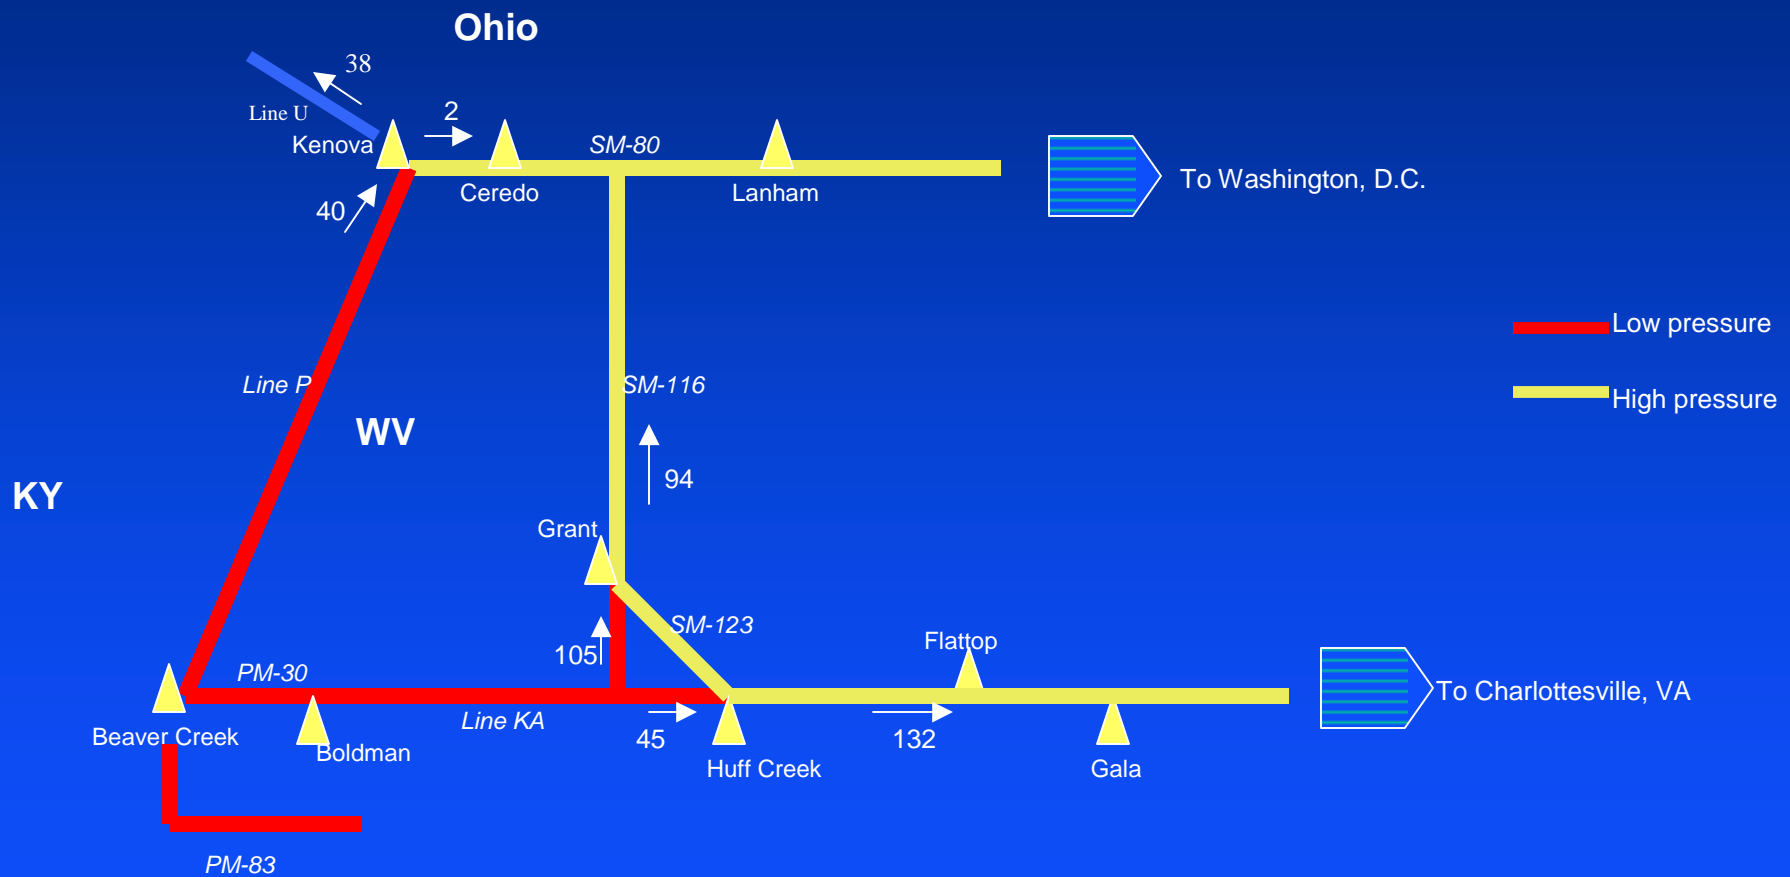 Ohio
38
Line U
2
Kenova
SM-80
Ceredo
Lanham
To Washington, D.C.
40
Low pressure
Line P
SM-116
High pressure
WV
94
KY
Grant
SM-123
105
Flattop
PM-30
To Charlottesville, VA
Line KA
Beaver Creek
45
132
Boldman
Huff Creek
Gala
PM-83